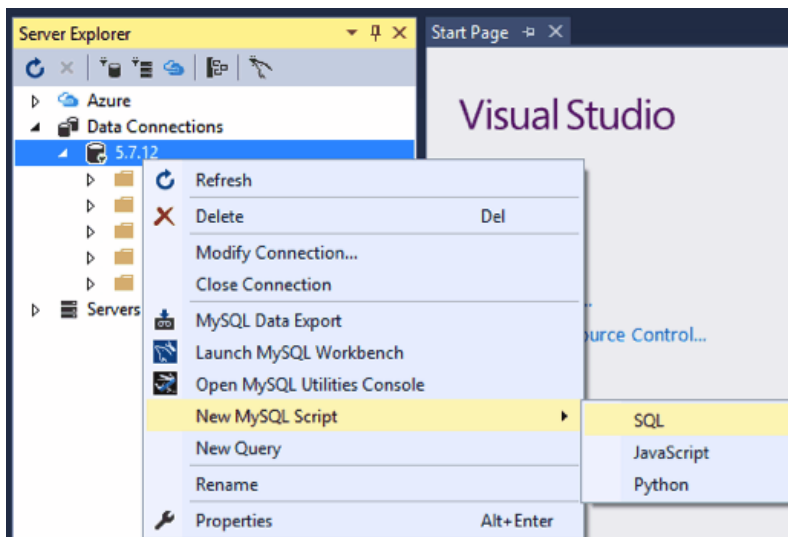 Server Explorer
Start Page
Azure
Data Connections
Visual Studio
5.7.12
Refresh
Delete Del
Modify Connection...
Close Connection
Servers
MySQL Data Export
ource Control...
Launch MySQL Workbench
Open MySQL Utilities Console
New MySQL Script
SQL
New Query
JavaScript
Rename
Python
Properties Alt+Enter